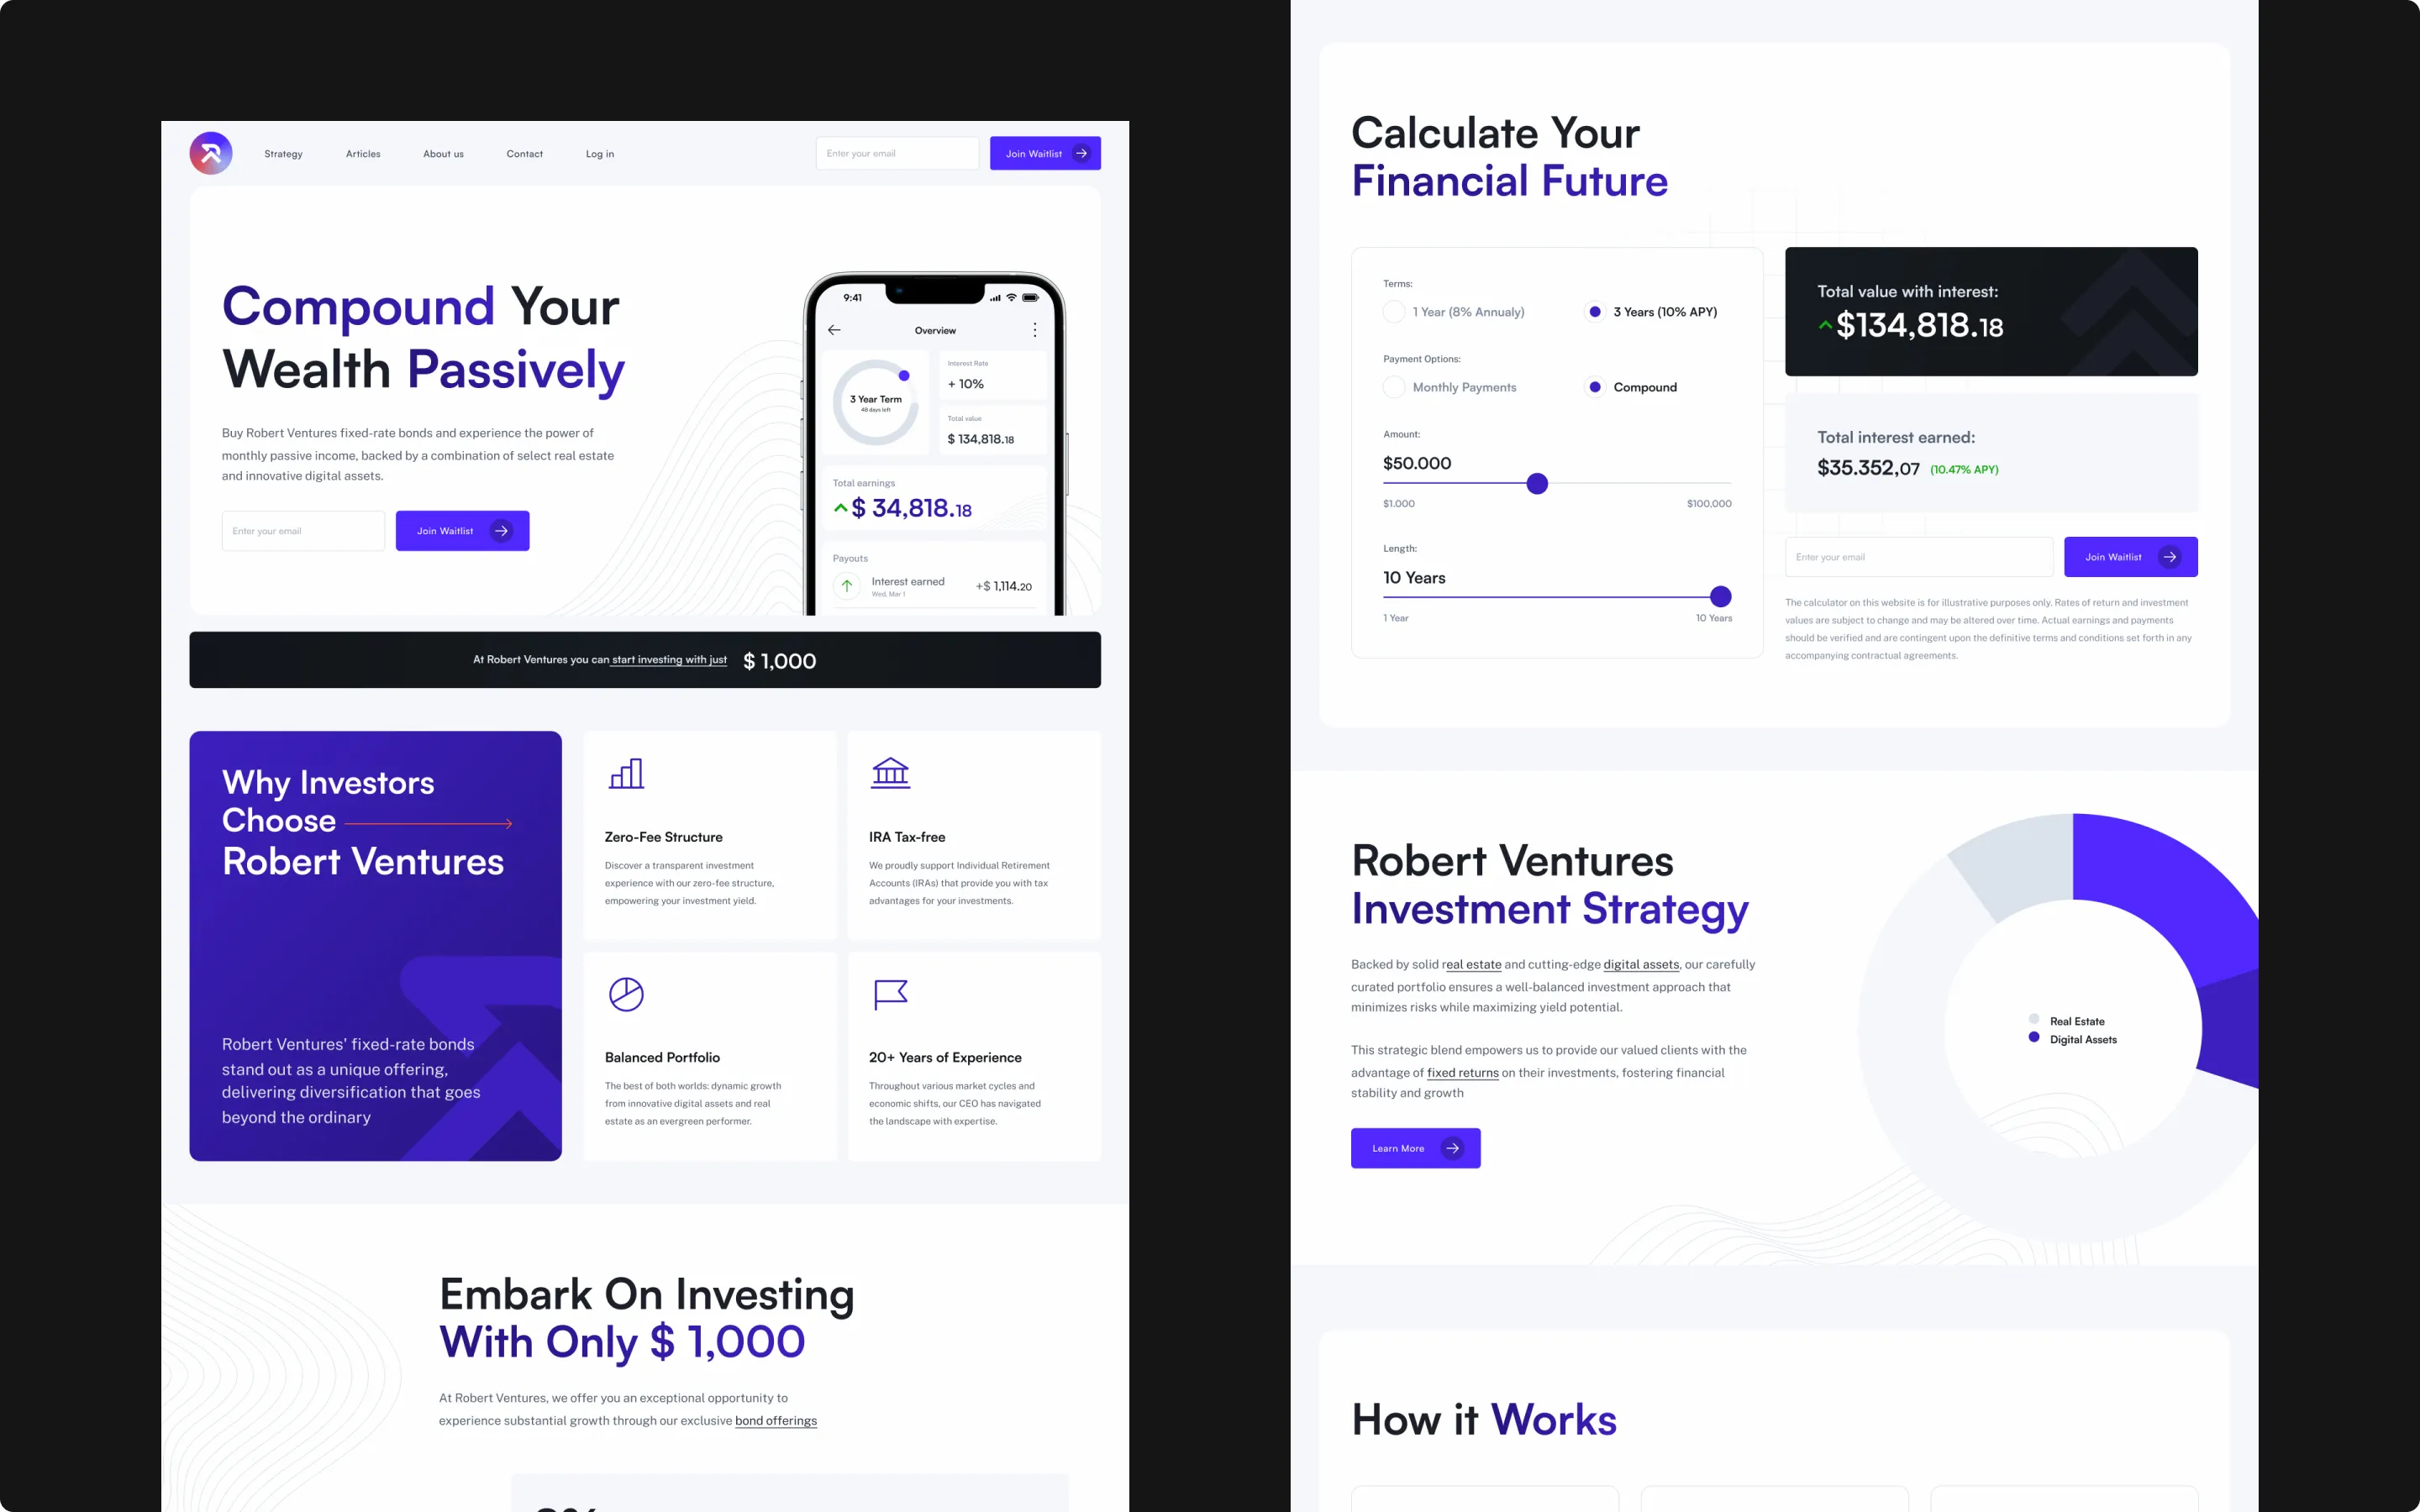 Strategy
Articles
About us
Contact
Log in
Enter your email
Join Waitlist
Compound Your
Wealth Passively
Buy Robert Ventures fixed-rate bonds and experience the power of
monthly passive income, backed by a combination of select real estate
and innovative digital assets.
Enter your email
Join Waitlist
9:41
Overview
3 Year Term
48 days left
Interest Rate
+ 10%
Total value
$ 134,818.18
Total earnings
$ 34,818.18
Payouts
Interest earned
Wed, Mar 1
+$ 1,114.20
At Robert Ventures you can start investing with just $ 1,000
Why Investors
Choose
Robert Ventures
Robert Ventures' fixed-rate bonds
stand out as a unique offering,
delivering diversification that goes
beyond the ordinary
Zero-Fee Structure
Discover a transparent investment
experience with our zero-fee structure,
empowering your investment yield.
IRA Tax-free
We proudly support Individual Retirement
Accounts (IRAs) that provide you with tax
advantages for your investments.
Balanced Portfolio
The best of both worlds: dynamic growth
from innovative digital assets and real
estate as an evergreen performer.
20+ Years of Experience
Throughout various market cycles and
economic shifts, our CEO has navigated
the landscape with expertise.
Embark On Investing
With Only $ 1,000
At Robert Ventures, we offer you an exceptional opportunity to
experience substantial growth through our exclusive bond offerings
Calculate Your
Financial Future
Terms:
1 Year (8% Annualy)
3 Years (10% APY)
Payment Options:
Monthly Payments
Compound
Amount:
$50.000
$1.000
$100,000
Length:
10 Years
1 Year
10 Years
Total value with interest:
$134,818.18
Total interest earned:
$35.352,07 (10.47% APY)
Enter your email
Join Waitlist
The calculator on this website is for illustrative purposes only. Rates of return and investment
values are subject to change and may be altered over time. Actual earnings and payments
should be verified and are contingent upon the definitive terms and conditions set forth in any
accompanying contractual agreements.
Robert Ventures
Investment Strategy
Backed by solid real estate and cutting-edge digital assets, our carefully
curated portfolio ensures a well-balanced investment approach that
minimizes risks while maximizing yield potential.
This strategic blend empowers us to provide our valued clients with the
advantage of fixed returns on their investments, fostering financial
stability and growth
Learn More
Real Estate
Digital Assets
How it Works